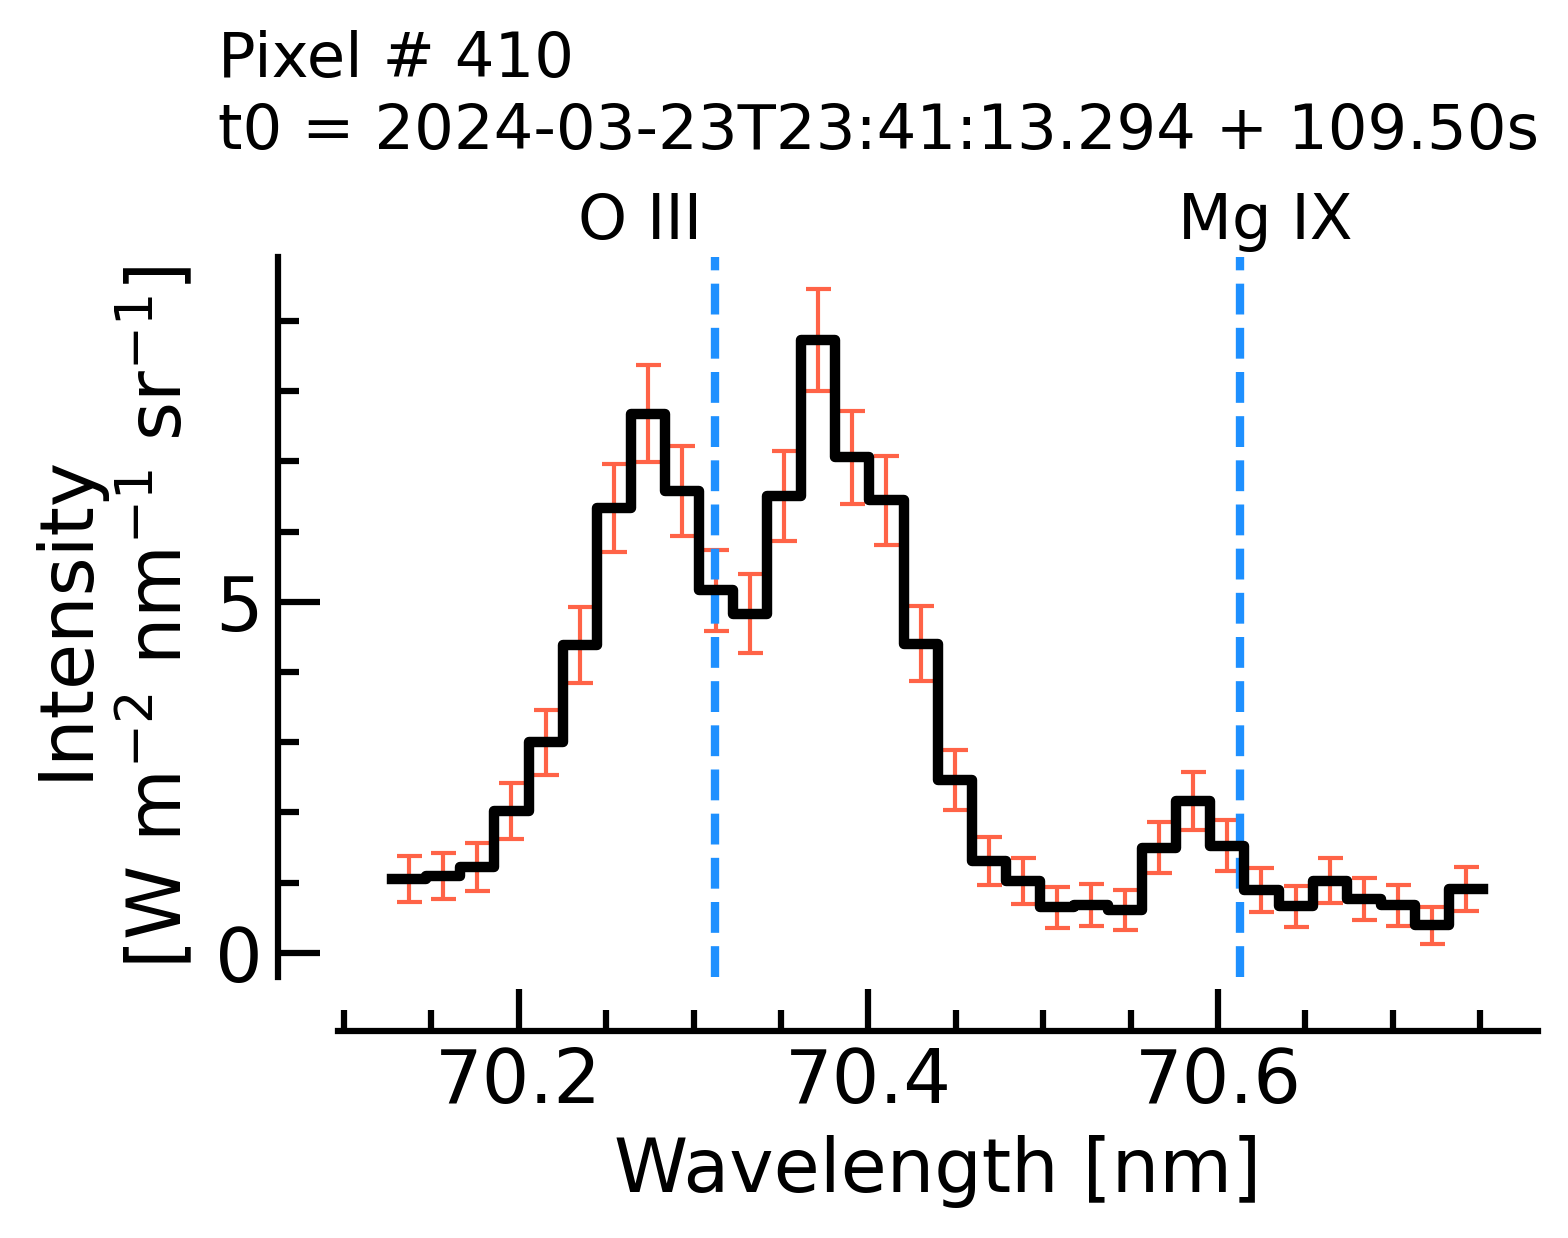 Pixel # 410
t0 = 2024-03-23T23:41:13.294 + 109.50s
O III
Mg IX
Intensity
[W m⁻² nm⁻¹ sr⁻¹]
5
0
70.2
70.4
70.6
Wavelength [nm]